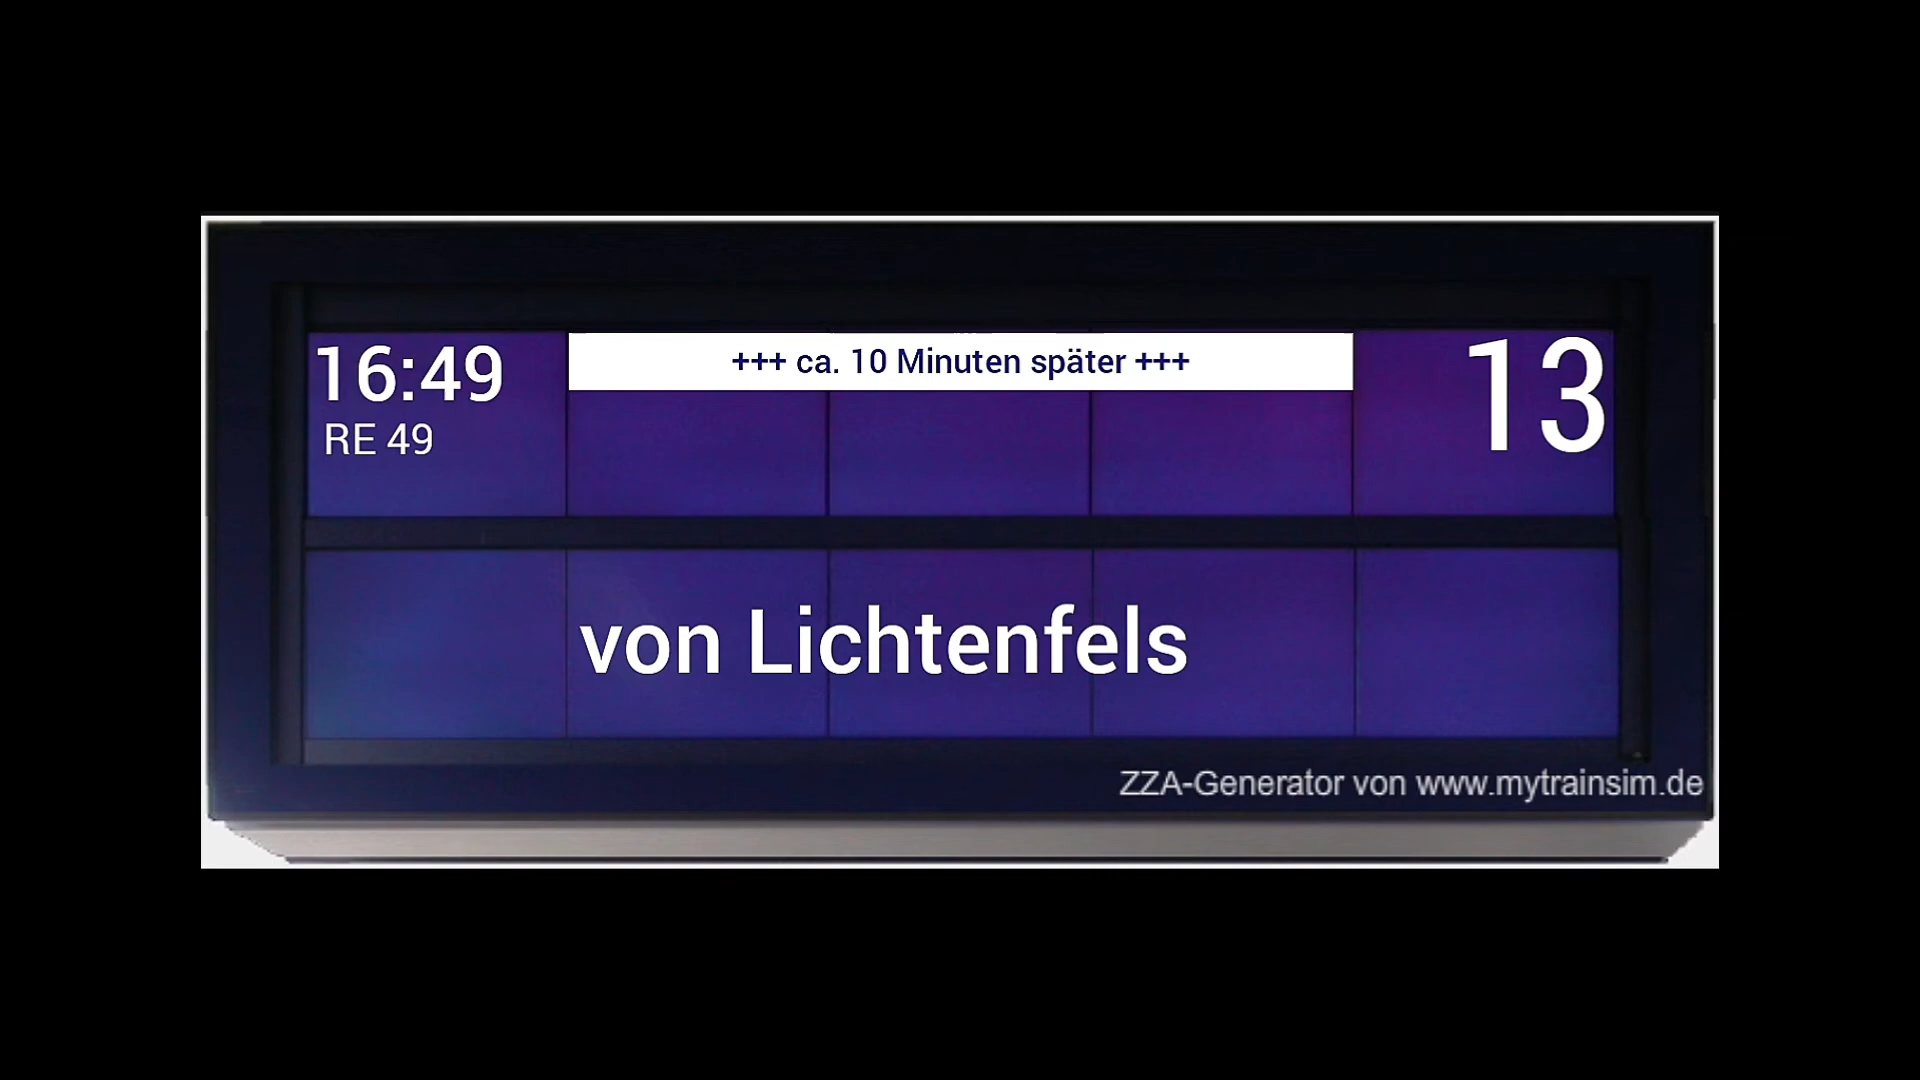 16:49
+++ ca. 10 Minuten später +++
13
RE 49
von Lichtenfels
ZZA-Generator von www.mytrainsim.de